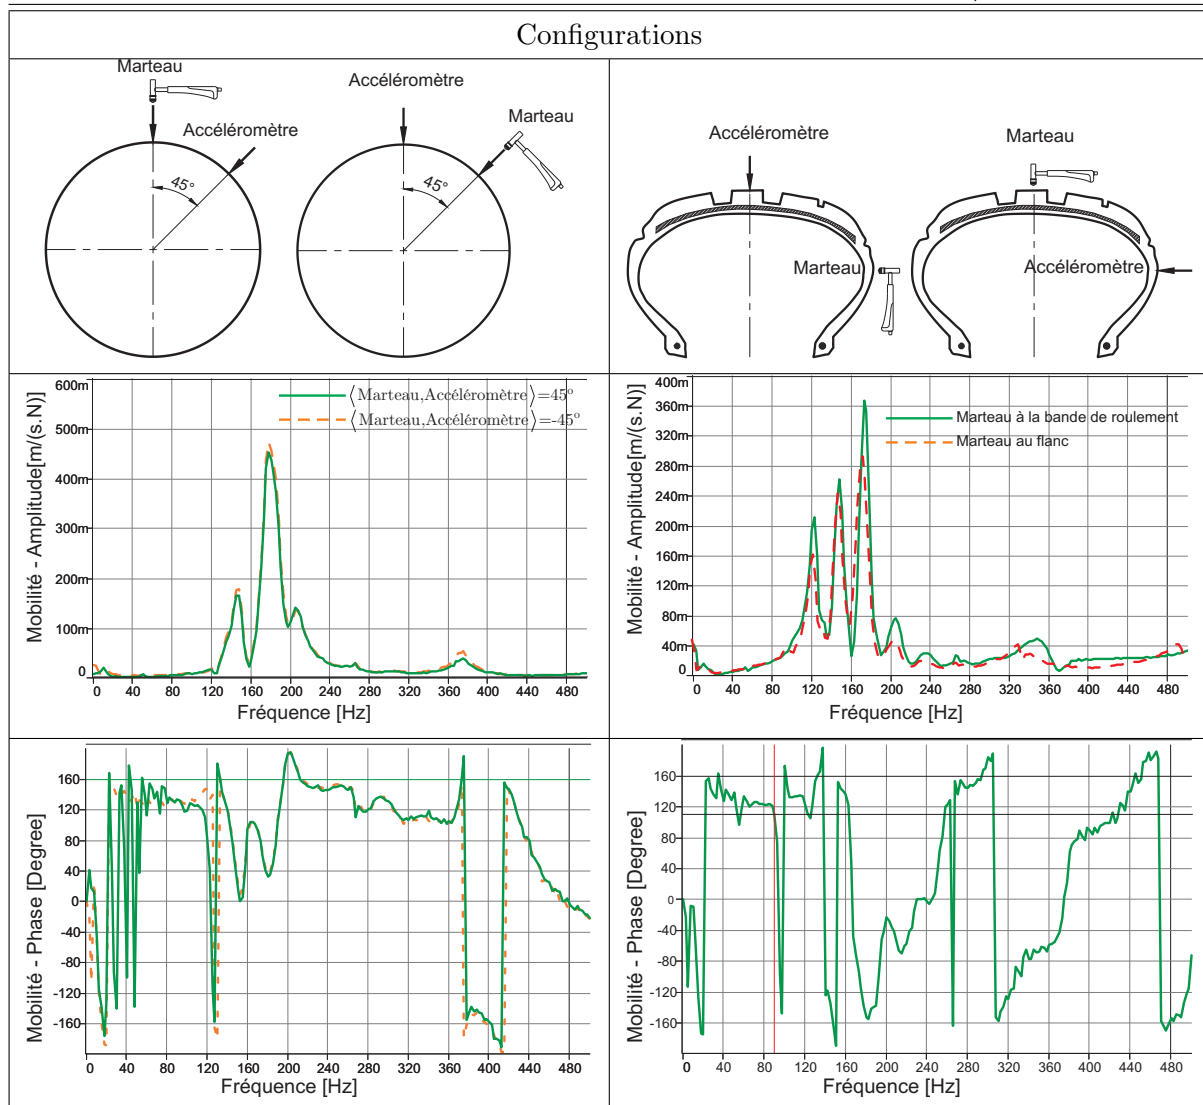 Configurations
Marteau
Accéléromètre
45°
Accéléromètre
Marteau
45°
Accéléromètre
Marteau
Marteau
Accéléromètre
Mobilité - Amplitude[m/(s.N)]
600m
500m
400m
300m
200m
100m
0
⟨Marteau,Accéléromètre⟩=45º
⟨Marteau,Accéléromètre⟩=-45º
0 40 80 120 160 200 240 280 320 360 400 440 480
Fréquence [Hz]
Mobilité - Amplitude[m/(s.N)]
400m
360m
320m
280m
240m
200m
160m
120m
80m
40m
0
Marteau à la bande de roulement
Marteau au flanc
0 40 80 120 160 200 240 280 320 360 400 440 480
Fréquence [Hz]
Mobilité - Phase [Degree]
160
120
80
40
0
-40
-80
-120
-160
0 40 80 120 160 200 240 280 320 360 400 440 480
Fréquence [Hz]
Mobilité - Phase [Degree]
160
120
80
40
0
-40
-80
-120
-160
0 40 80 120 160 200 240 280 320 360 400 440 480
Fréquence [Hz]